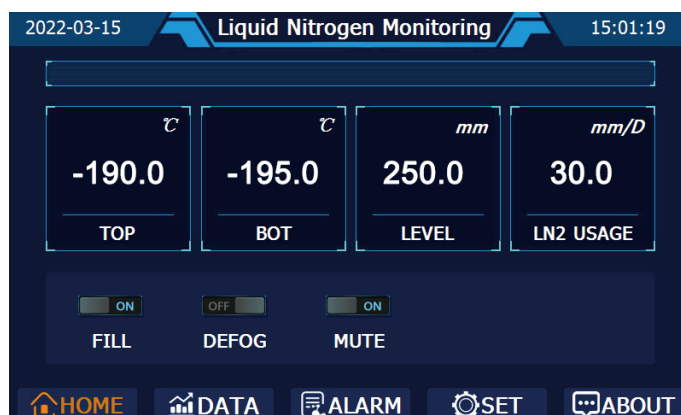 2022-03-15 Liquid Nitrogen Monitoring 15:01:19
℃ ℃ mm mm/D
-190.0 -195.0 250.0 30.0
TOP BOT LEVEL LN2 USAGE
ON OFF ON
FILL DEFOG MUTE
HOME DATA ALARM SET ABOUT